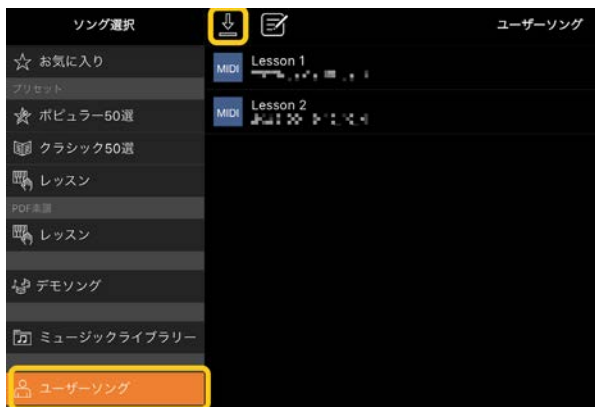 ソング選択
ユーザーソング
お気に入り
プリセット
ポピュラー50選
クラシック50選
レッスン
PDF楽譜
レッスン
デモソング
ミュージックライブラリー
ユーザーソング
MIDI
Lesson 1
MIDI
Lesson 2